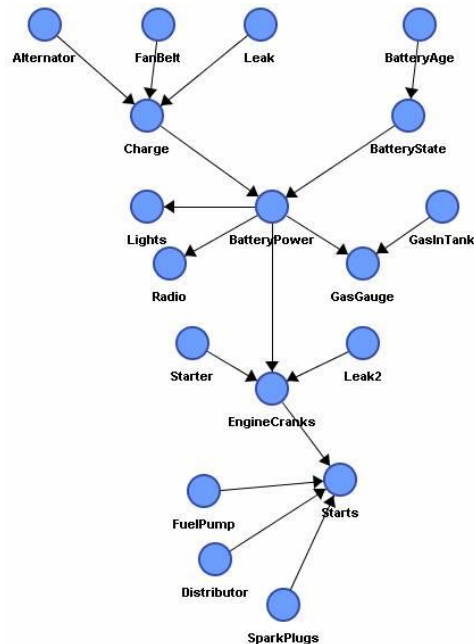 Alternator
FanBelt
Leak
BatteryAge
Charge
BatteryState
Lights
BatteryPower
GasInTank
Radio
GasGauge
Starter
Leak2
EngineCranks
FuelPump
Starts
Distributor
SparkPlugs